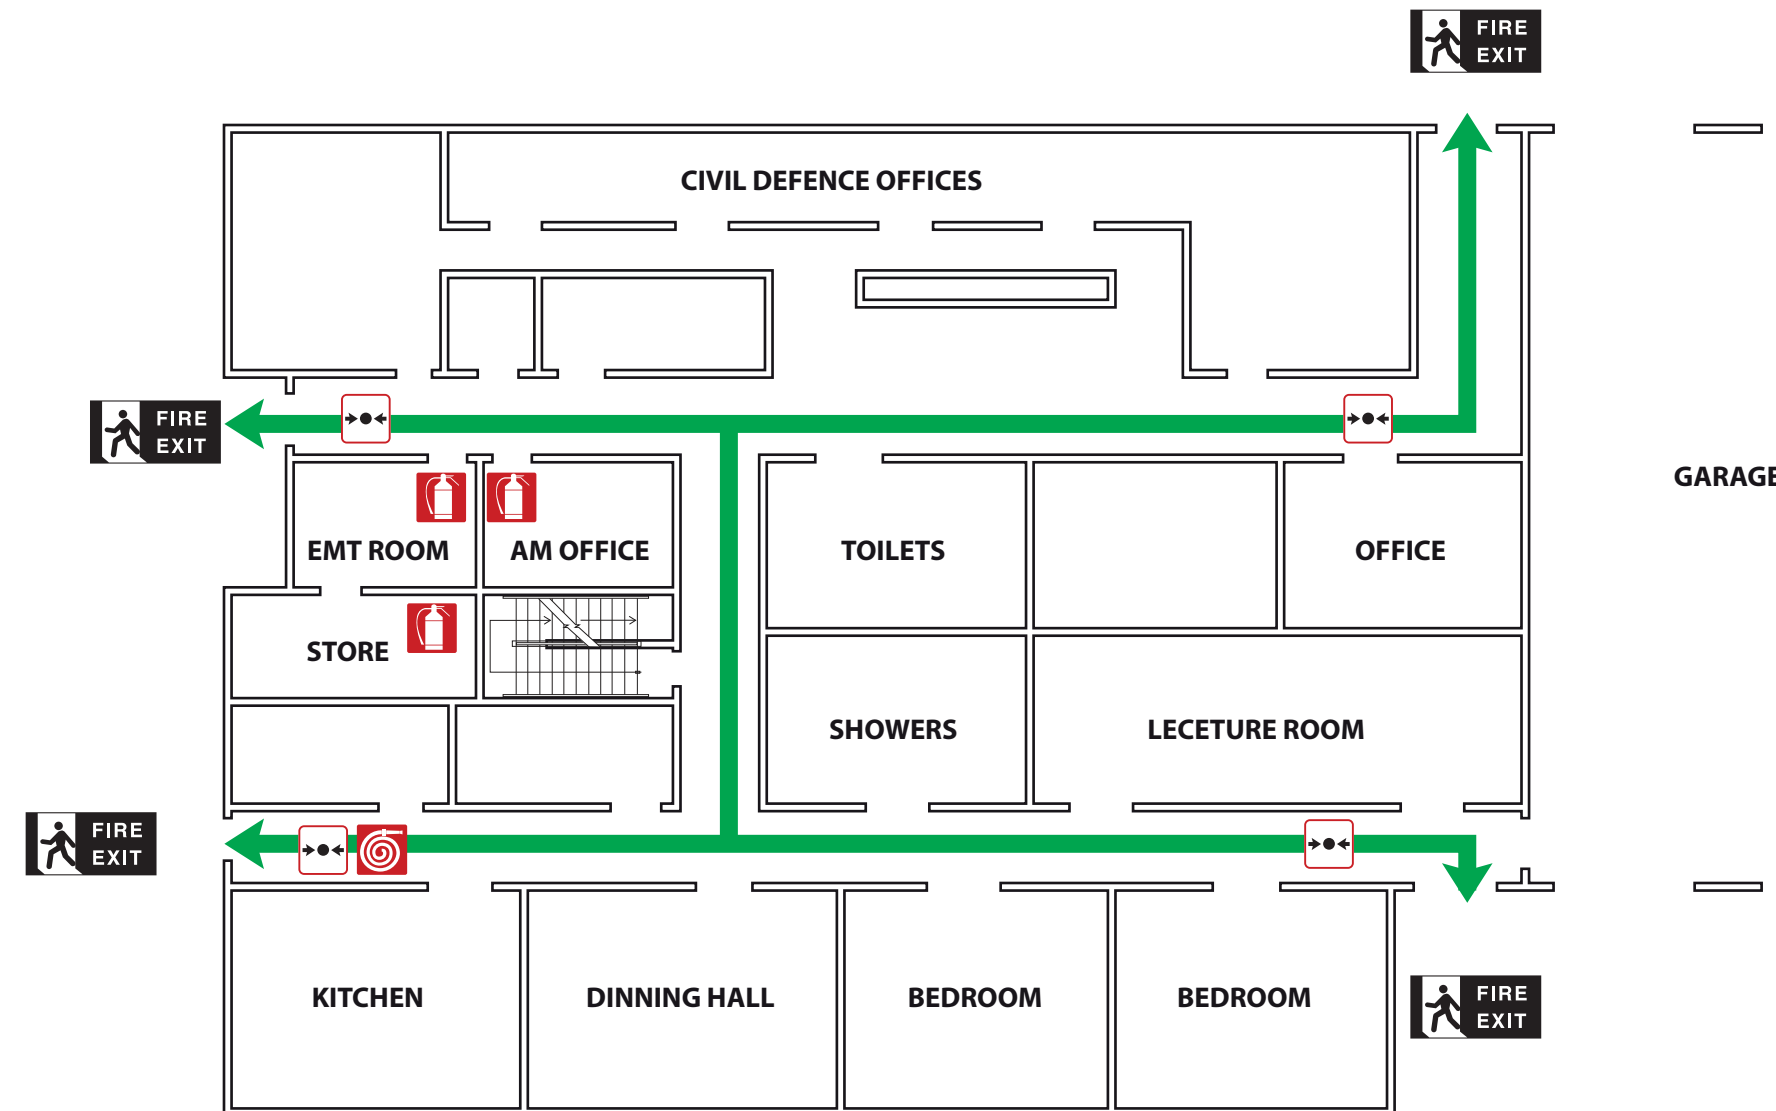 FIRE
EXIT
CIVIL DEFENCE OFFICES
FIRE
EXIT
GARAGE
EMT ROOM
AM OFFICE
TOILETS
OFFICE
STORE
SHOWERS
LECETURE ROOM
FIRE
EXIT
KITCHEN
DINNING HALL
BEDROOM
BEDROOM
FIRE
EXIT